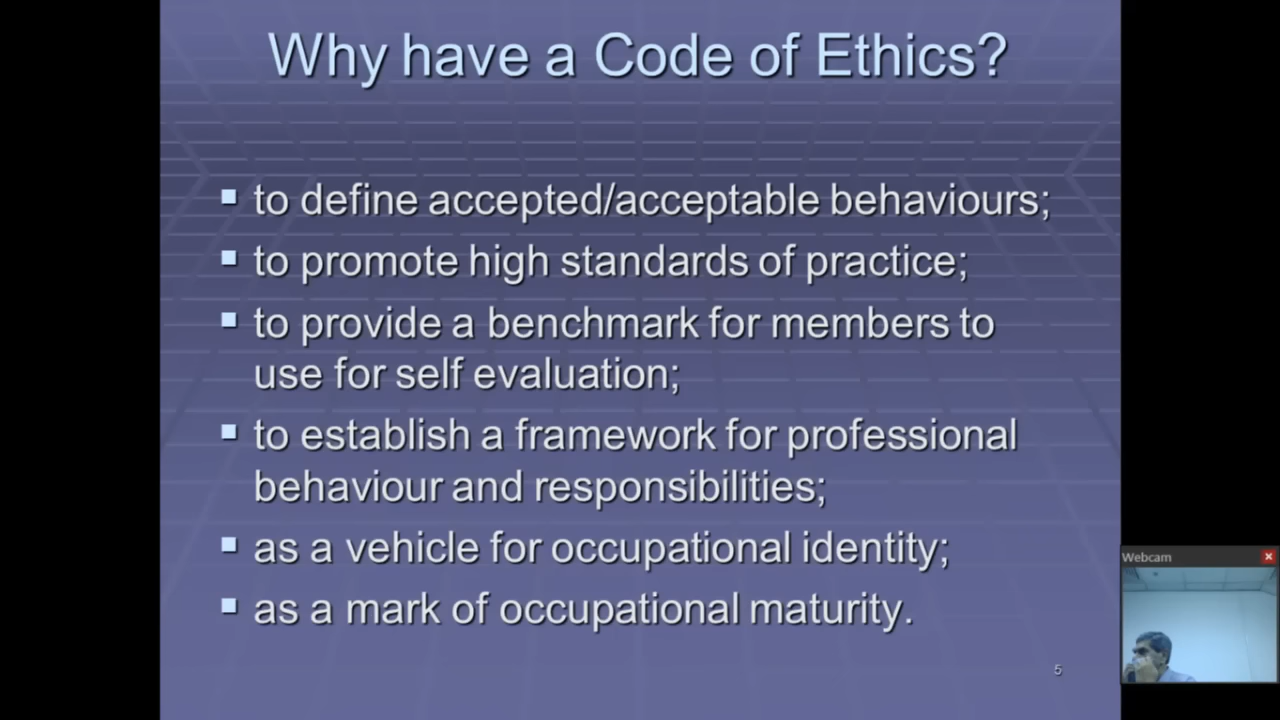 Why have a Code of Ethics?
to define accepted/acceptable behaviours;
to promote high standards of practice;
to provide a benchmark for members to
use for self evaluation;
to establish a framework for professional
behaviour and responsibilities;
as a vehicle for occupational identity;
as a mark of occupational maturity.
5
Webcam